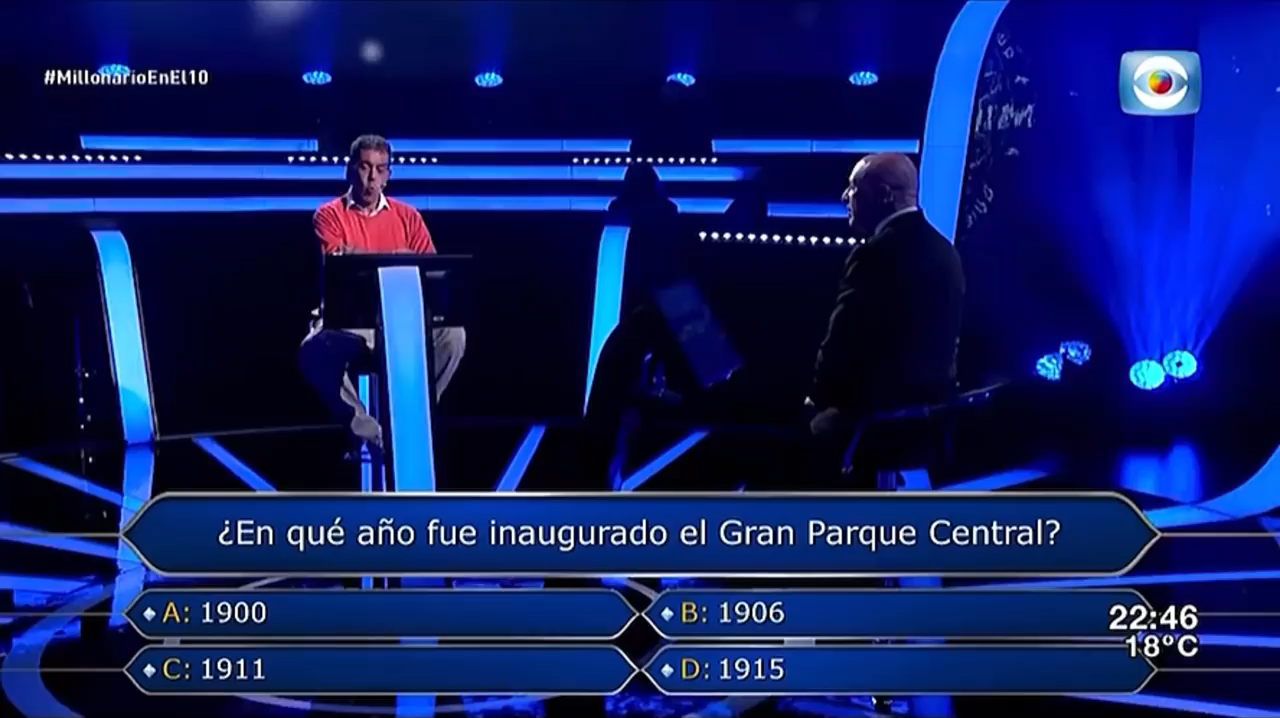 #MillonarioEnEl10
¿En qué año fue inaugurado el Gran Parque Central?
A: 1900
B: 1906
C: 1911
D: 1915
22:46
18°C